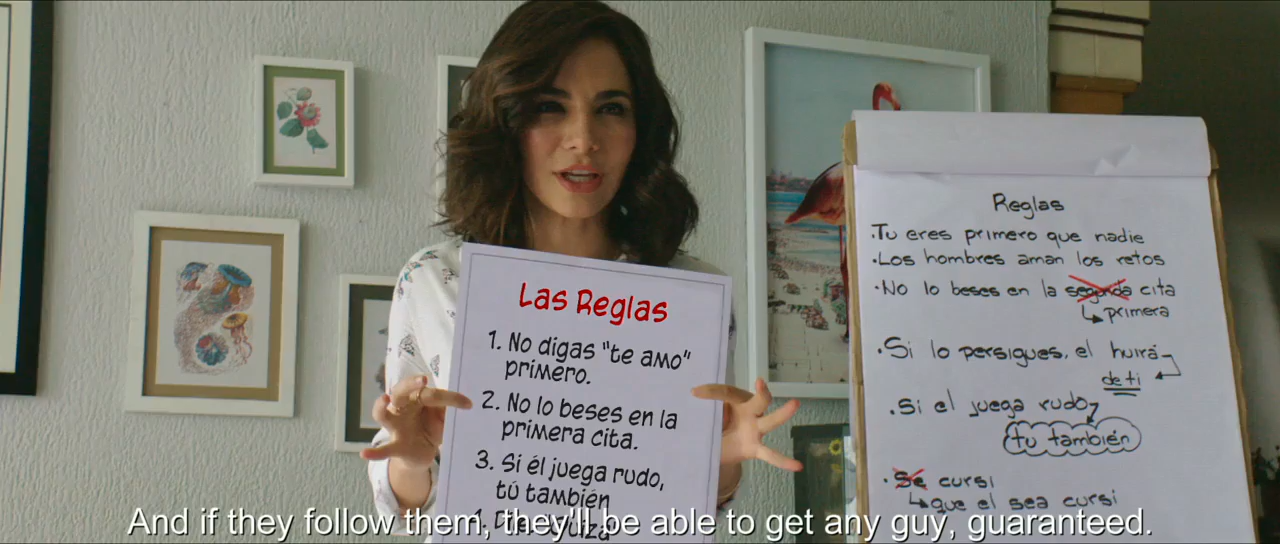 Las Reglas
1. No digas "te amo"
primero.
2. No lo beses en la
primera cita.
3. Si él juega rudo,
tú también
4.
Reglas
·Tu eres primero que nadie
·Los hombres aman los retos
·No lo beses en la segunda cita
primera
·Si lo persigues, el huirá
de ti
·Si el juega rudo
tu también
·Se cursi
que el sea cursi
And if they follow them, they'll be able to get any guy, guaranteed.